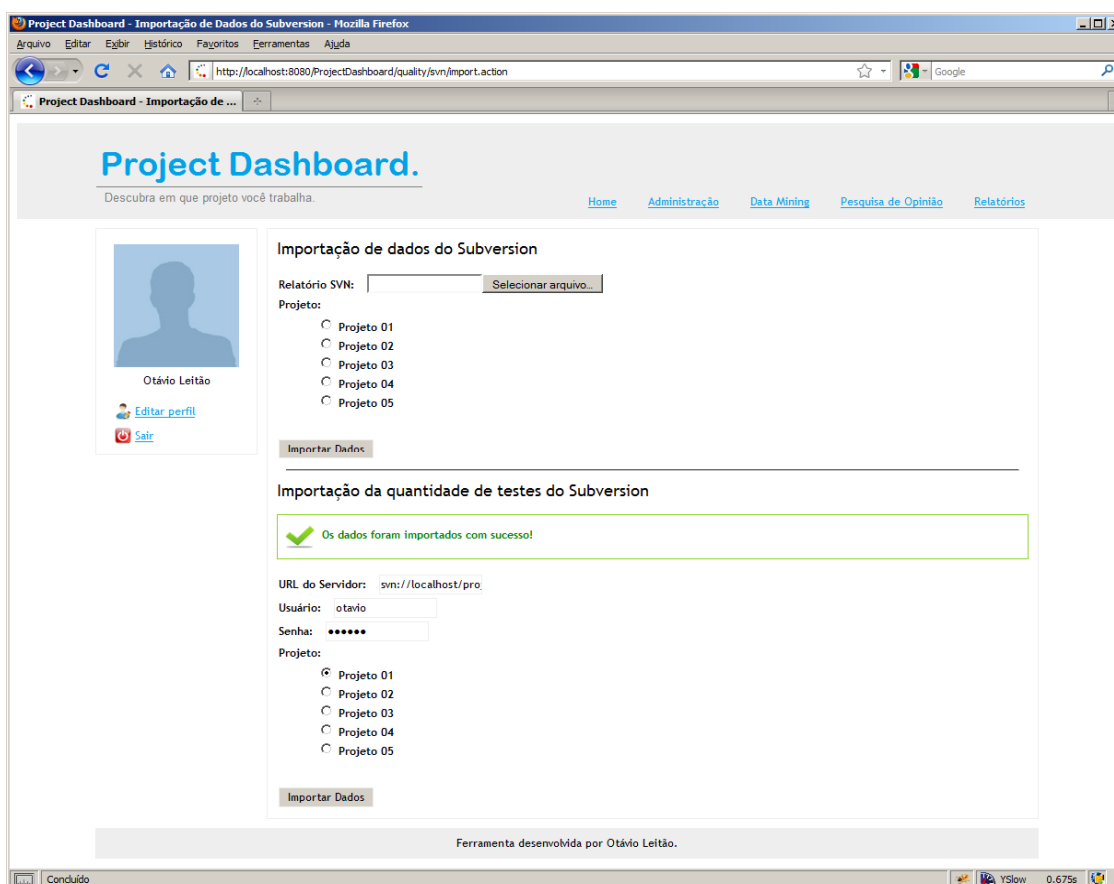 Project Dashboard - Importação de Dados do Subversion - Mozilla Firefox
Arquivo Editar Exibir Histórico Favoritos Ferramentas Ajuda
http://localhost:8080/ProjectDashboard/quality/svn/import.action
Google
Project Dashboard - Importação de ...
Project Dashboard.
Descubra em que projeto você trabalha.
Home Administração Data Mining Pesquisa de Opinião Relatórios
Otávio Leitão
Editar perfil
Sair
Importação de dados do Subversion
Relatório SVN: Selecionar arquivo...
Projeto:
Projeto 01
Projeto 02
Projeto 03
Projeto 04
Projeto 05
Importar Dados
Importação da quantidade de testes do Subversion
Os dados foram importados com sucesso!
URL do Servidor: svn://localhost/pro
Usuário: otavio
Senha: ••••••
Projeto:
Projeto 01
Projeto 02
Projeto 03
Projeto 04
Projeto 05
Importar Dados
Ferramenta desenvolvida por Otávio Leitão.
Concluído YSlow 0.675s